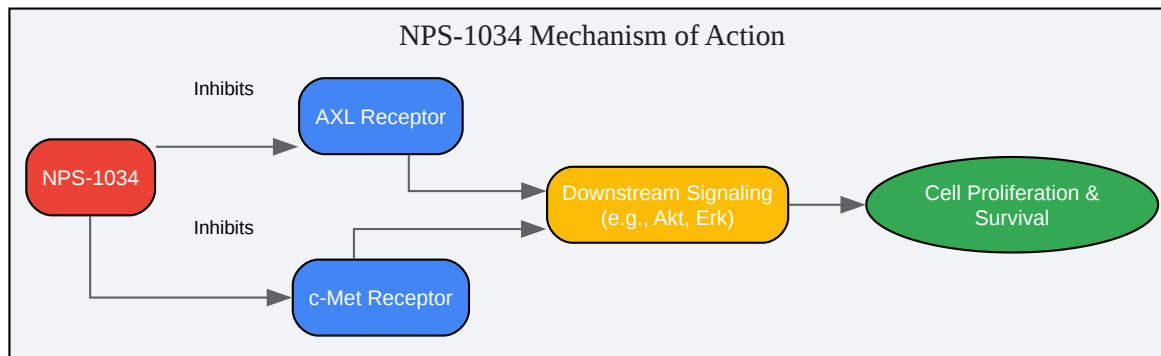 NPS-1034 Mechanism of Action
Inhibits
AXL Receptor
NPS-1034
Downstream Signaling
(e.g., Akt, Erk)
Cell Proliferation &
Survival
Inhibits
c-Met Receptor